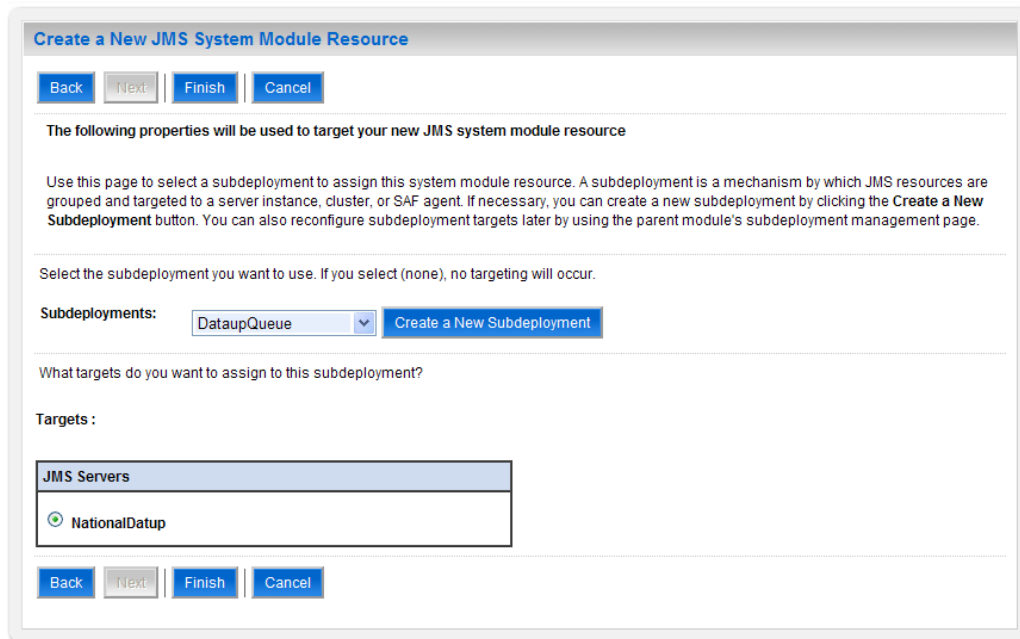 Create a New JMS System Module Resource
Back Next Finish Cancel
The following properties will be used to target your new JMS system module resource
Use this page to select a subdeployment to assign this system module resource. A subdeployment is a mechanism by which JMS resources are
grouped and targeted to a server instance, cluster, or SAF agent. If necessary, you can create a new subdeployment by clicking the Create a New
Subdeployment button. You can also reconfigure subdeployment targets later by using the parent module's subdeployment management page.
Select the subdeployment you want to use. If you select (none), no targeting will occur.
Subdeployments: DataupQueue Create a New Subdeployment
What targets do you want to assign to this subdeployment?
Targets :
JMS Servers
NationalDatup
Back Next Finish Cancel